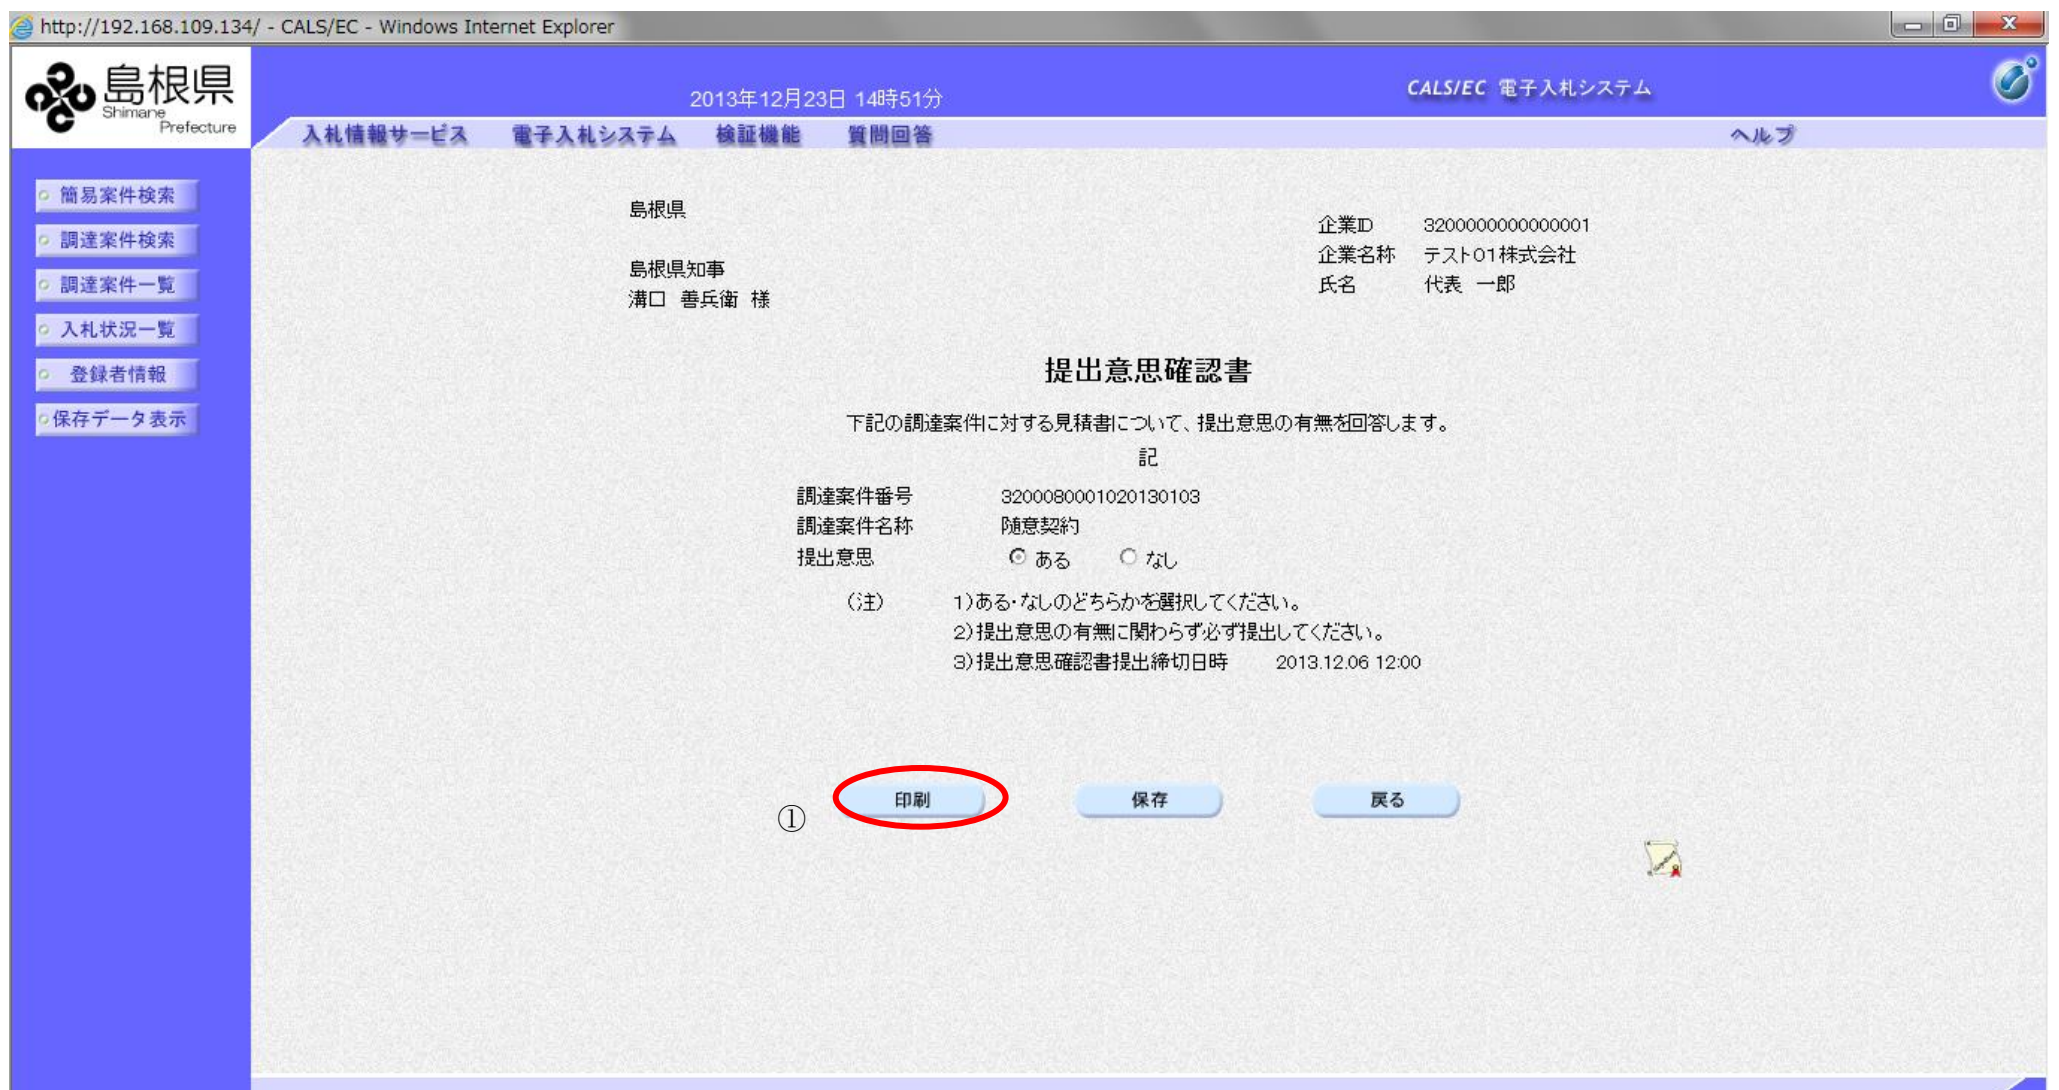 http://192.168.109.134/ - CALS/EC - Windows Internet Explorer
島根県
Shimane
Prefecture
2013年12月23日 14時51分
CALS/EC 電子入札システム
入札情報サービス 電子入札システム 検証機能 質問回答 ヘルプ
簡易案件検索
調達案件検索
調達案件一覧
入札状況一覧
登録者情報
保存データ表示
島根県
島根県知事
溝口 善兵衛 様
企業ID 3200000000000001
企業名称 テスト01株式会社
氏名 代表 一郎
提出意思確認書
下記の調達案件に対する見積書について、提出意思の有無を回答します。
記
調達案件番号 3200080001020130103
調達案件名称 随意契約
提出意思 ある なし
(注) 1)ある・なしのどちらかを選択してください。
2)提出意思の有無に関わらず必ず提出してください。
3)提出意思確認書提出締切日時 2013.12.06 12:00
① 印刷 保存 戻る